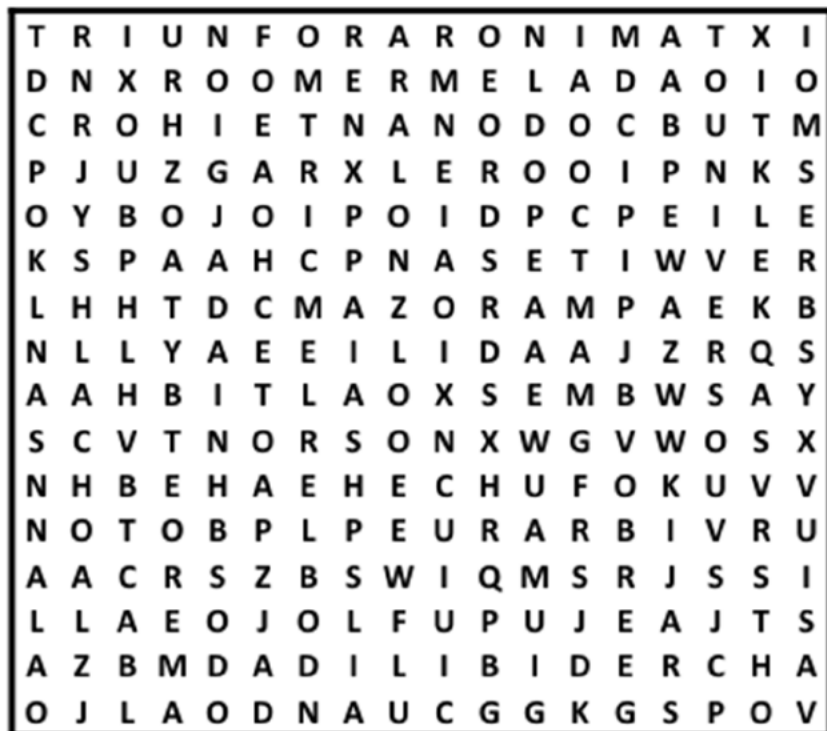 T R I U N F O R A R O N I M A T X I
D N X R O O M E R M E L A D A O I O
C R O H I E T N A N O D O C B U T M
P J U Z G A R X L E R O O I P N K S
O Y B O J O I P O I D P C P E I L E
K S P A A H C P N A S E T I W V E R
L H H T D C M A Z O R A M P A E K B
N L L Y A E E I L I D A A J Z R Q S
A A H B I T L A O X S E M B W S A Y
S C V T N O R S O N X W G V W O S X
N H B E H A E H E C H U F O K U V V
N O T O B P L P E U R A R B I V R U
A A C R S Z B S W I Q M S R J S S I
L L A E O J O L F U P U J E A J T S
A Z B M D A D I L I B I D E R C H A
O J L A O D N A U C G G K G S P O V